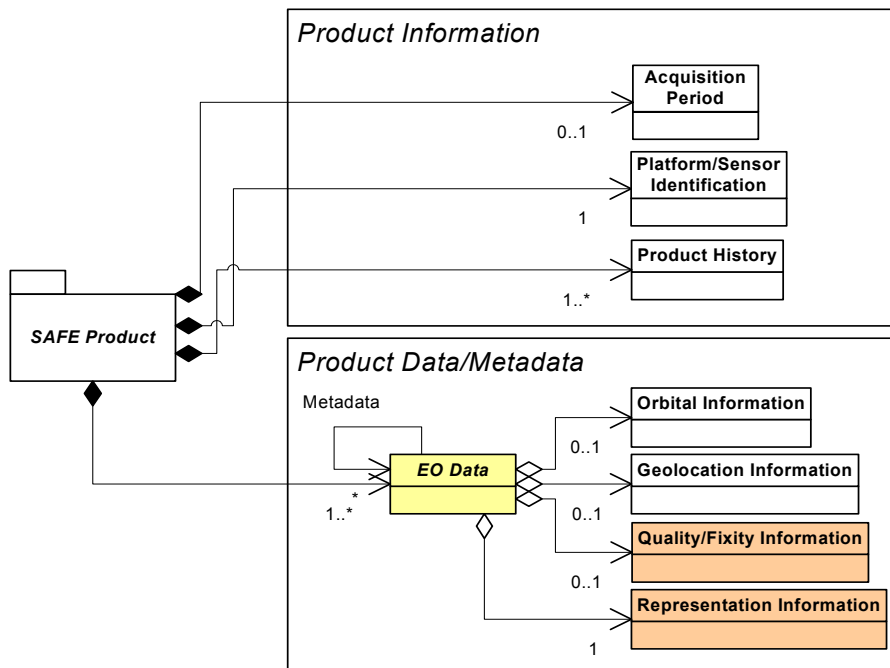 Product Information
Acquisition
Period
0..1
Platform/Sensor
Identification
1
Product History
1..*
SAFE Product
Product Data/Metadata
Metadata
EO Data
*
1..*
Orbital Information
0..1
Geolocation Information
0..1
Quality/Fixity Information
0..1
Representation Information
1